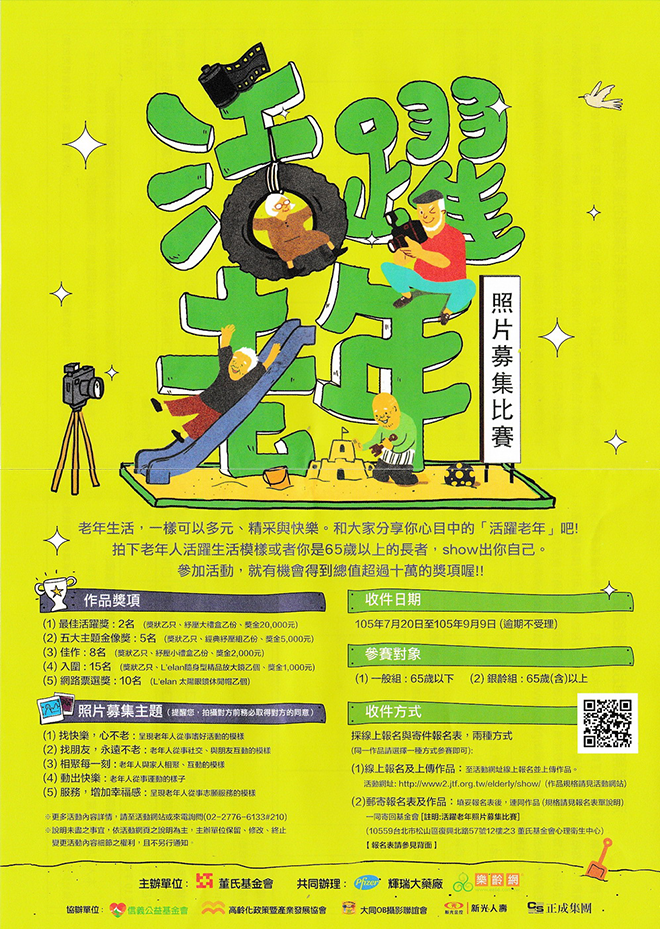 活躍
老年
照片募集比賽
老年生活，一樣可以多元、精采與快樂。和大家分享你心目中的「活躍老年」吧!
拍下老年人活躍生活模樣或者你是65歲以上的長者，show出你自己。
參加活動，就有機會得到總值超過十萬的獎項喔!!
作品獎項
(1) 最佳活躍獎：2名 (獎狀乙只、紓壓大禮盒乙份、獎金20,000元)
(2) 五大主題金像獎：5名 (獎狀乙只、經典紓壓組乙份、獎金5,000元)
(3) 佳作：8名 (獎狀乙只、紓壓小禮盒乙份、獎金2,000元)
(4) 入圍：15名 (獎狀乙只、L'elan隨身型精品放大鏡乙個、獎金1,000元)
(5) 網路票選獎：10名 (L'elan 太陽眼鏡休閒帽乙個)
照片募集主題 (提醒您，拍攝對方前務必取得對方的同意)
(1) 找快樂，心不老：呈現老年人從事嗜好活動的模樣
(2) 找朋友，永遠不老：老年人從事社交、與朋友互動的模樣
(3) 相聚每一刻：老年人與家人相聚、互動的模樣
(4) 動出快樂：老年人從事運動的樣子
(5) 服務，增加幸福感：呈現老年人從事志願服務的模樣
※更多活動內容詳情，請至活動網站或來電詢問(02-2776-6133#210)
※說明未盡之事宜，依活動網頁之說明為主，主辦單位保留、修改、終止
變更活動內容細節之權利，且不另行通知。
收件日期
105年7月20日至105年9月9日 (逾期不受理)
參賽對象
(1) 一般組：65歲以下 (2) 銀齡組：65歲(含)以上
收件方式
採線上報名與寄件報名表，兩種方式
(同一作品請選擇一種方式參賽即可)：
(1)線上報名及上傳作品：至活動網址線上報名並上傳作品。
活動網址: http://www2.jtf.org.tw/elderly/show/ (作品規格請見活動網站)
(2)郵寄報名表及作品：填妥報名表後，連同作品 (規格請見報名表單說明)
一同寄回基金會 [註明:活躍老年照片募集比賽]
(10559台北市松山區復興北路57號12樓之3 董氏基金會心理衛生中心)
【 報名表請參見背面 】
主辦單位： 董氏基金會 共同辦理： Pfizer 輝瑞大藥廠 樂齡網
協辦單位： 信義公益基金會 高齡化政策暨產業發展協會 大同OB攝影聯誼會 新光金控 新光人壽 CS 正成集團